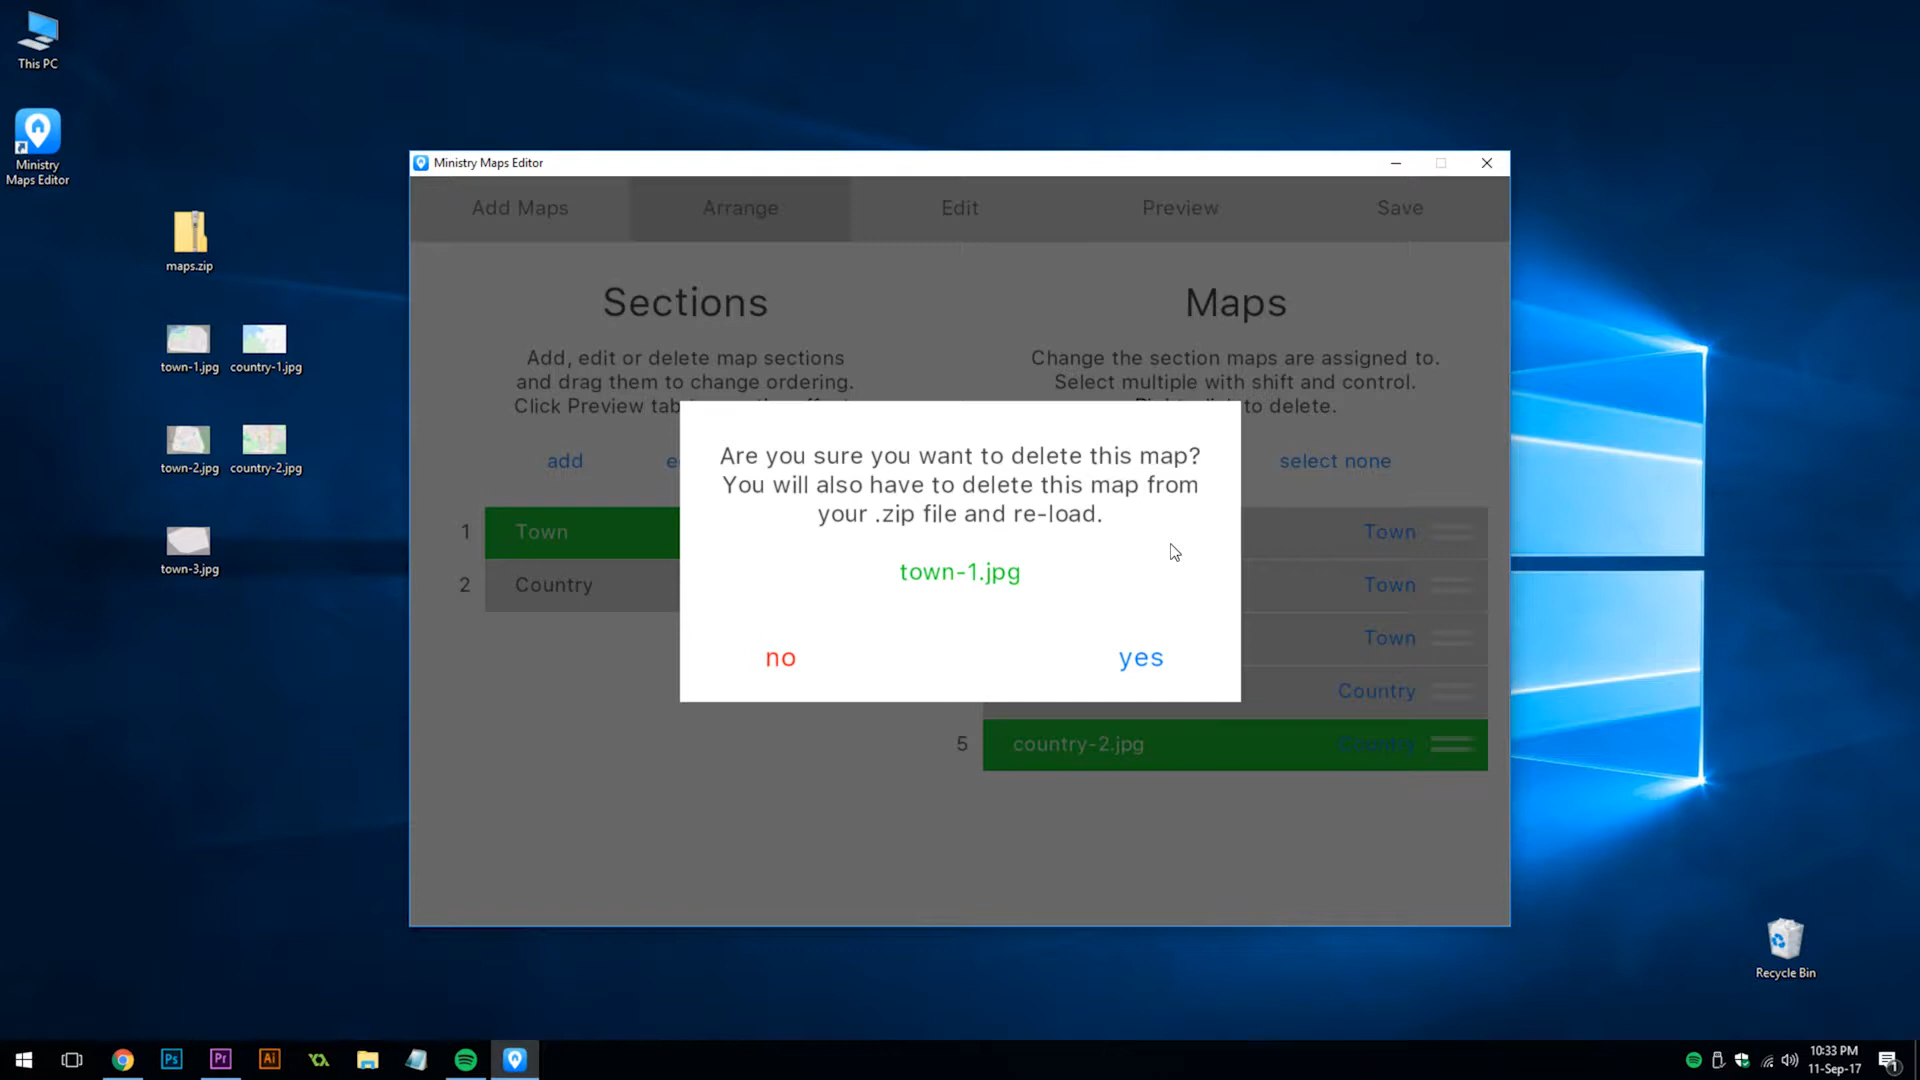 This PC
Ministry
Maps Editor
maps.zip
town-1.jpg
country-1.jpg
town-2.jpg
country-2.jpg
town-3.jpg
Ministry Maps Editor
Add Maps
Arrange
Edit
Preview
Save
Sections
Add, edit or delete map sections
and drag them to change ordering.
Click Preview
add
1
Town
2
Country
Maps
Change the section maps are assigned to.
Select multiple with shift and control.
to delete.
select none
Town
Town
Town
Country
5
country-2.jpg
Country
Are you sure you want to delete this map?
You will also have to delete this map from
your .zip file and re-load.
town-1.jpg
no
yes
Recycle Bin
Ps
Pr
Ai
10:33 PM
11-Sep-17
1